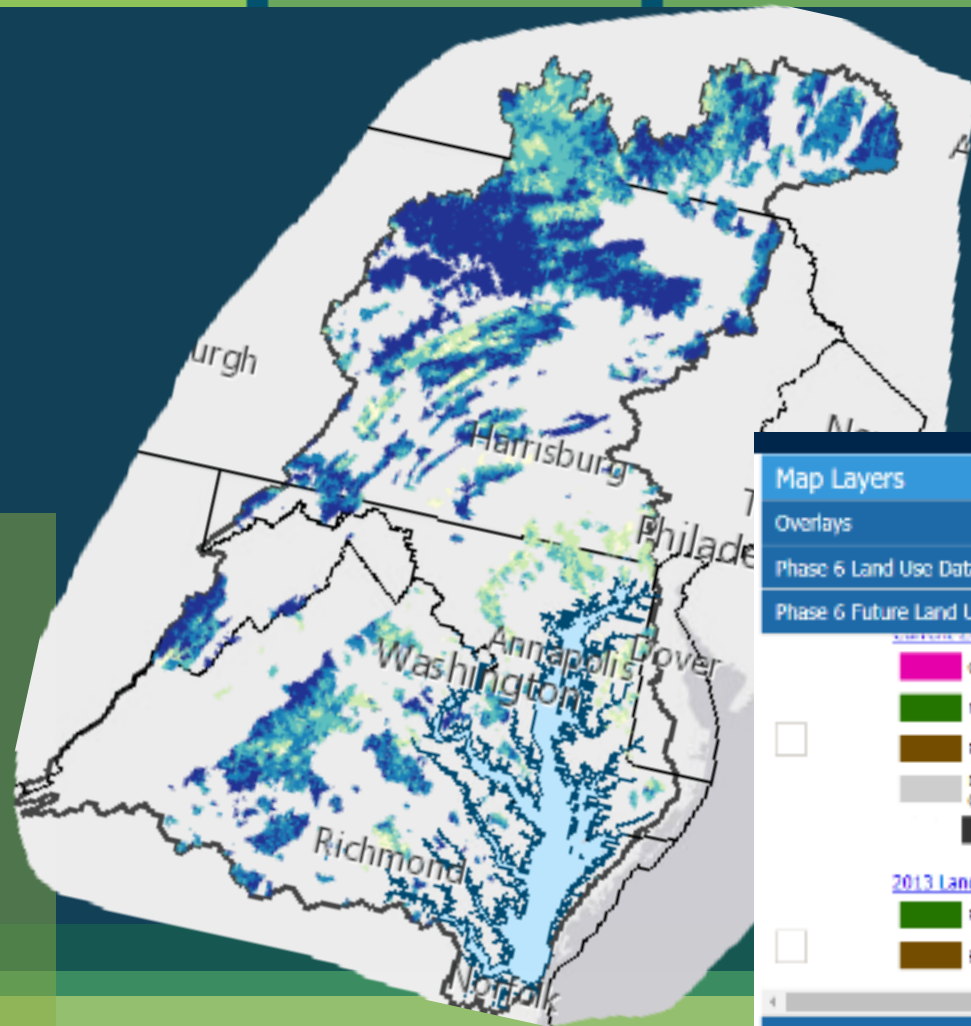 urgh
Harrisburg
Philade
Annapolis
Dover
Washington
Richmond
Norfolk
Map Layers
Overlays
Phase 6 Land Use Dat
Phase 6 Future Land U
2013 Lan